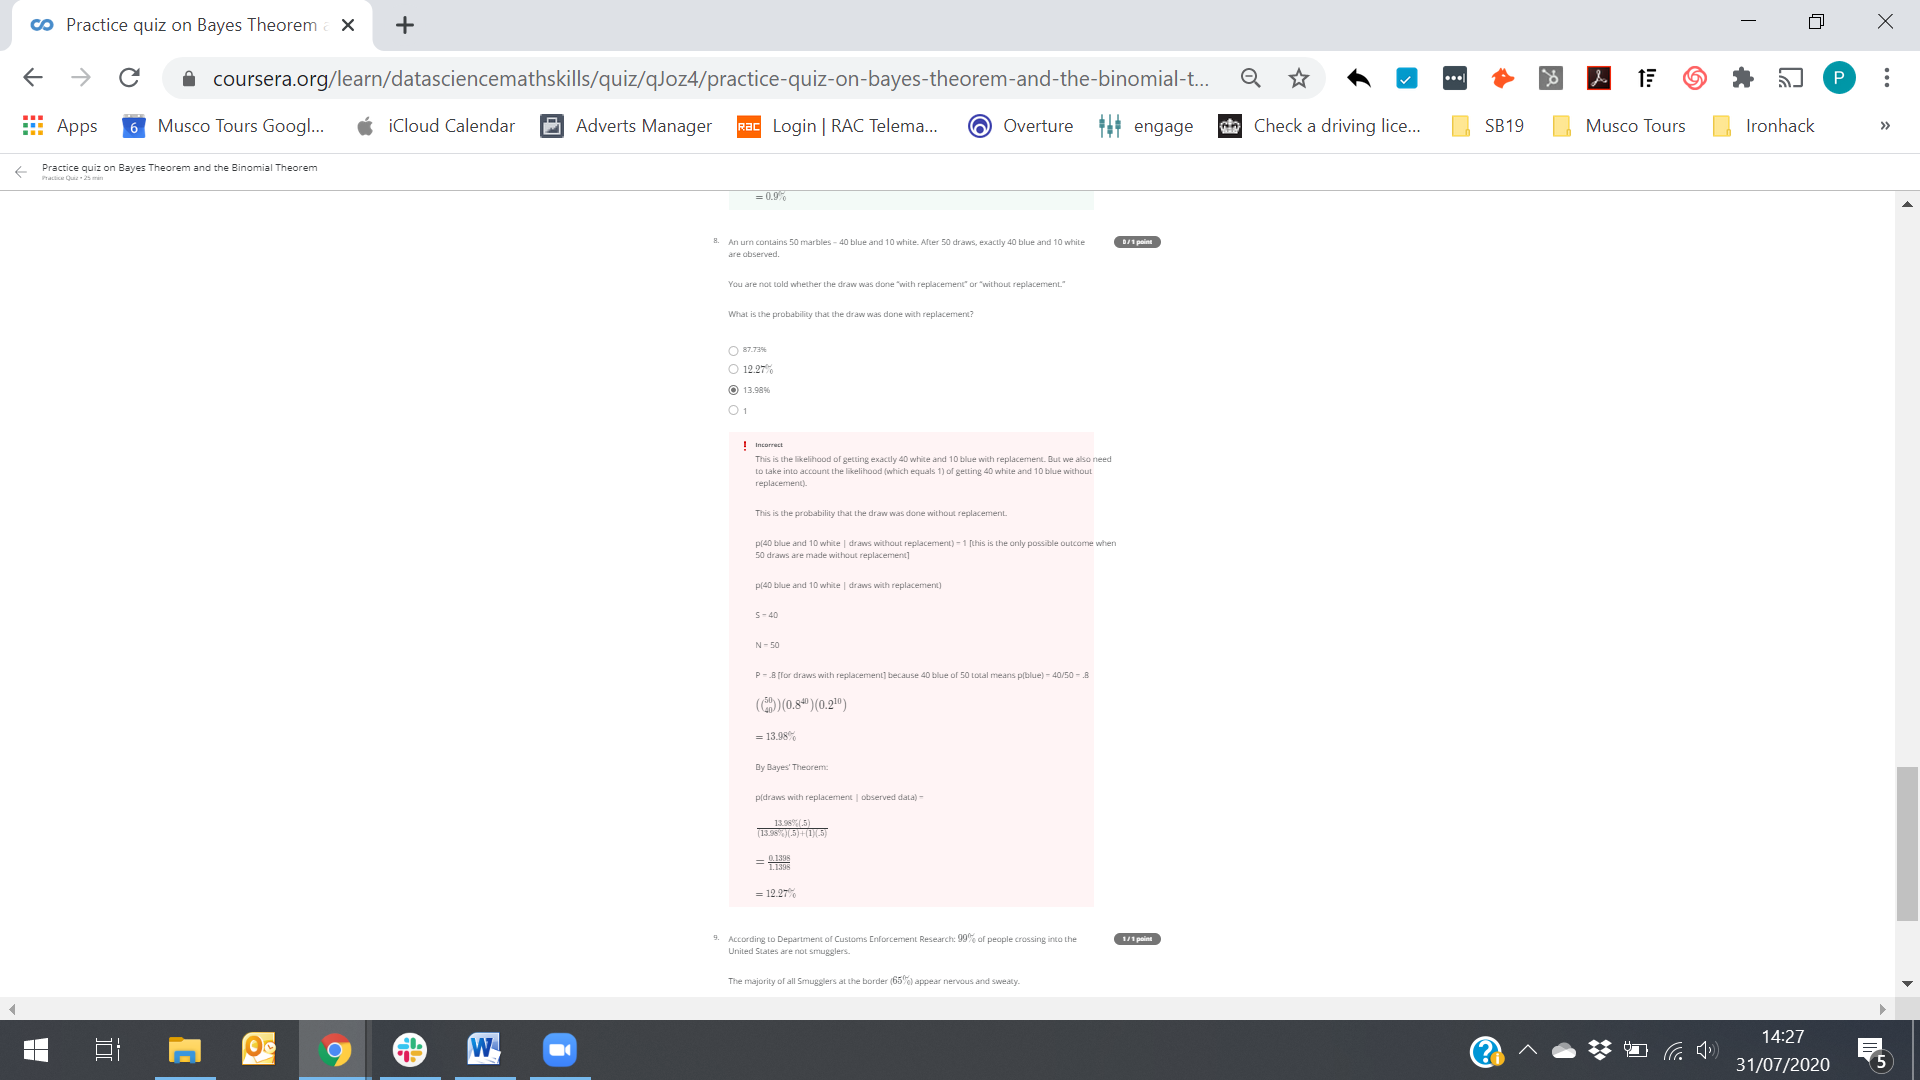 Practice quiz on Bayes Theorem a
coursera.org/learn/datasciencemathskills/quiz/qJoz4/practice-quiz-on-bayes-theorem-and-the-binomial-t...
P
Apps
6 Musco Tours Googl...
iCloud Calendar
Adverts Manager
RAC Login | RAC Telema...
Overture
engage
Check a driving lice...
SB19
Musco Tours
Ironhack
»
Practice quiz on Bayes Theorem and the Binomial Theorem
Practice Quiz • 25 min
= 0.9%
8. An urn contains 50 marbles – 40 blue and 10 white. After 50 draws, exactly 40 blue and 10 white
are observed.
0 / 1 point
You are not told whether the draw was done “with replacement” or “without replacement.”
What is the probability that the draw was done with replacement?
87.73%
12.27%
13.98%
1
! Incorrect
This is the likelihood of getting exactly 40 white and 10 blue with replacement. But we also need
to take into account the likelihood (which equals 1) of getting 40 white and 10 blue without
replacement).
This is the probability that the draw was done without replacement.
p(40 blue and 10 white | draws without replacement) = 1 [this is the only possible outcome when
50 draws are made without replacement]
p(40 blue and 10 white | draws with replacement)
S = 40
N = 50
P = .8 [for draws with replacement] because 40 blue of 50 total means p(blue) = 40/50 = .8
((50 40))(0.8^40)(0.2^10)
= 13.98%
By Bayes' Theorem:
p(draws with replacement | observed data) =
13.98%(.5)
(13.98%)(.5)+(1)(.5)
= 0.1398
1.1398
= 12.27%
9. According to Department of Customs Enforcement Research: 99% of people crossing into the
United States are not smugglers.
1 / 1 point
The majority of all Smugglers at the border (65%) appear nervous and sweaty.
14:27
31/07/2020
5